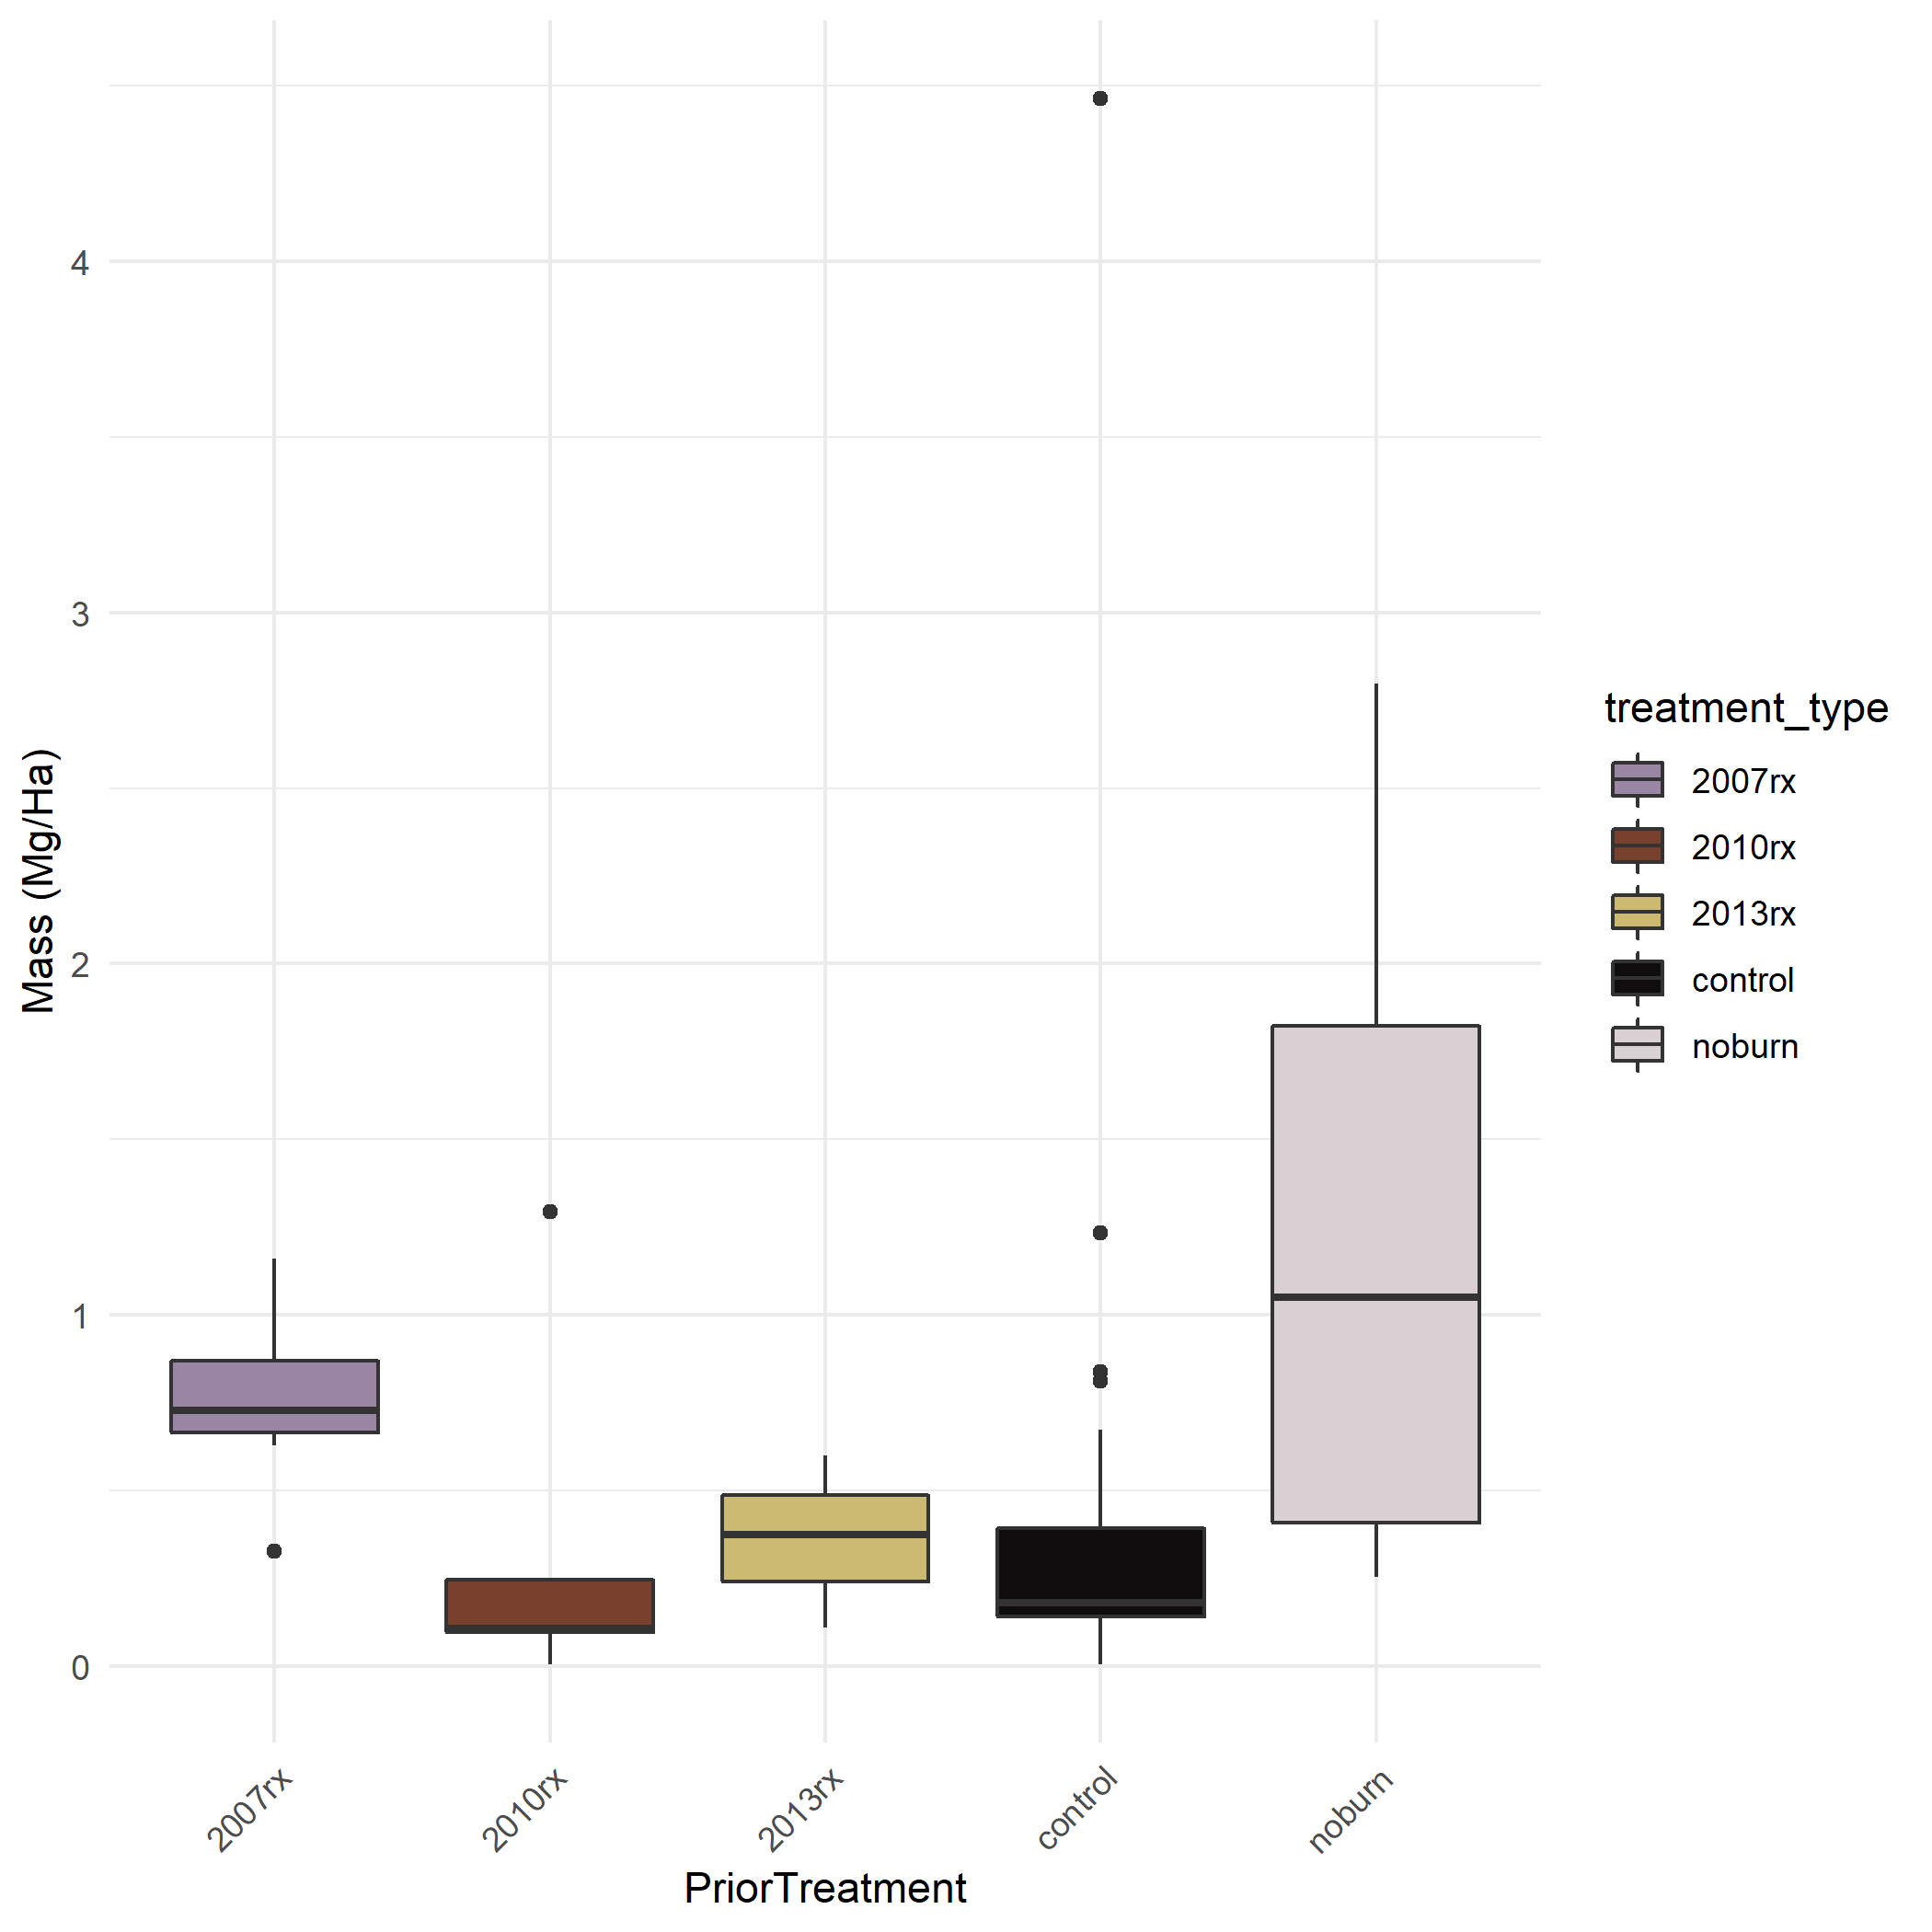 Mass (Mg/Ha)
4
3
2
1
0
2007rx
2010rx
2013rx
control
noburn
PriorTreatment
treatment_type
2007rx
2010rx
2013rx
control
noburn